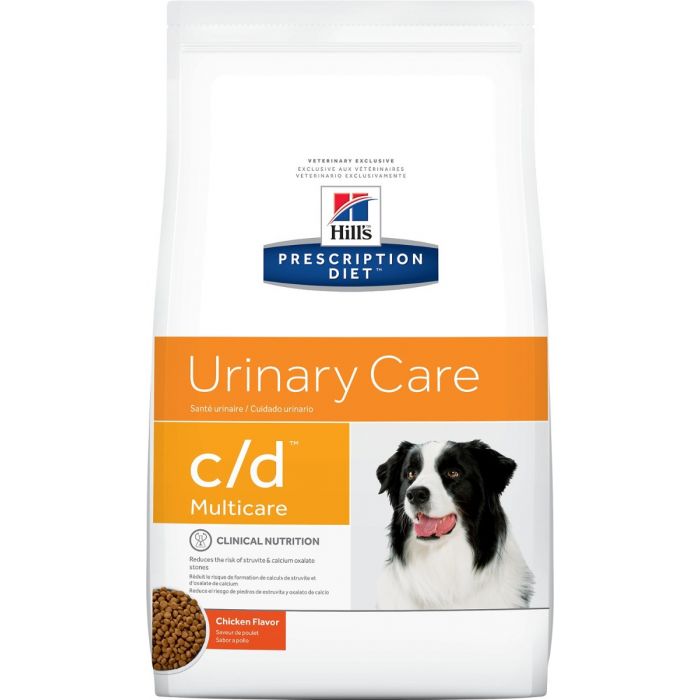 VETERINARY EXCLUSIVE
EXCLUSIVE AUX VÉTÉRINAIRES
VETERINARIO EXCLUSIVAMENTE
Hill's
PRESCRIPTION
DIET™
Urinary Care
Santé urinaire / Cuidado urinario
c/d™
Multicare
CLINICAL NUTRITION
Reduces the risk of struvite & calcium oxalate
stones
Réduit le risque de formation de calculs de struvite et
d'oxalate de calcium
Reduce el riesgo de piedras de estruvita y oxalato de calcio
Chicken Flavor
Saveur de poulet
Sabor a pollo